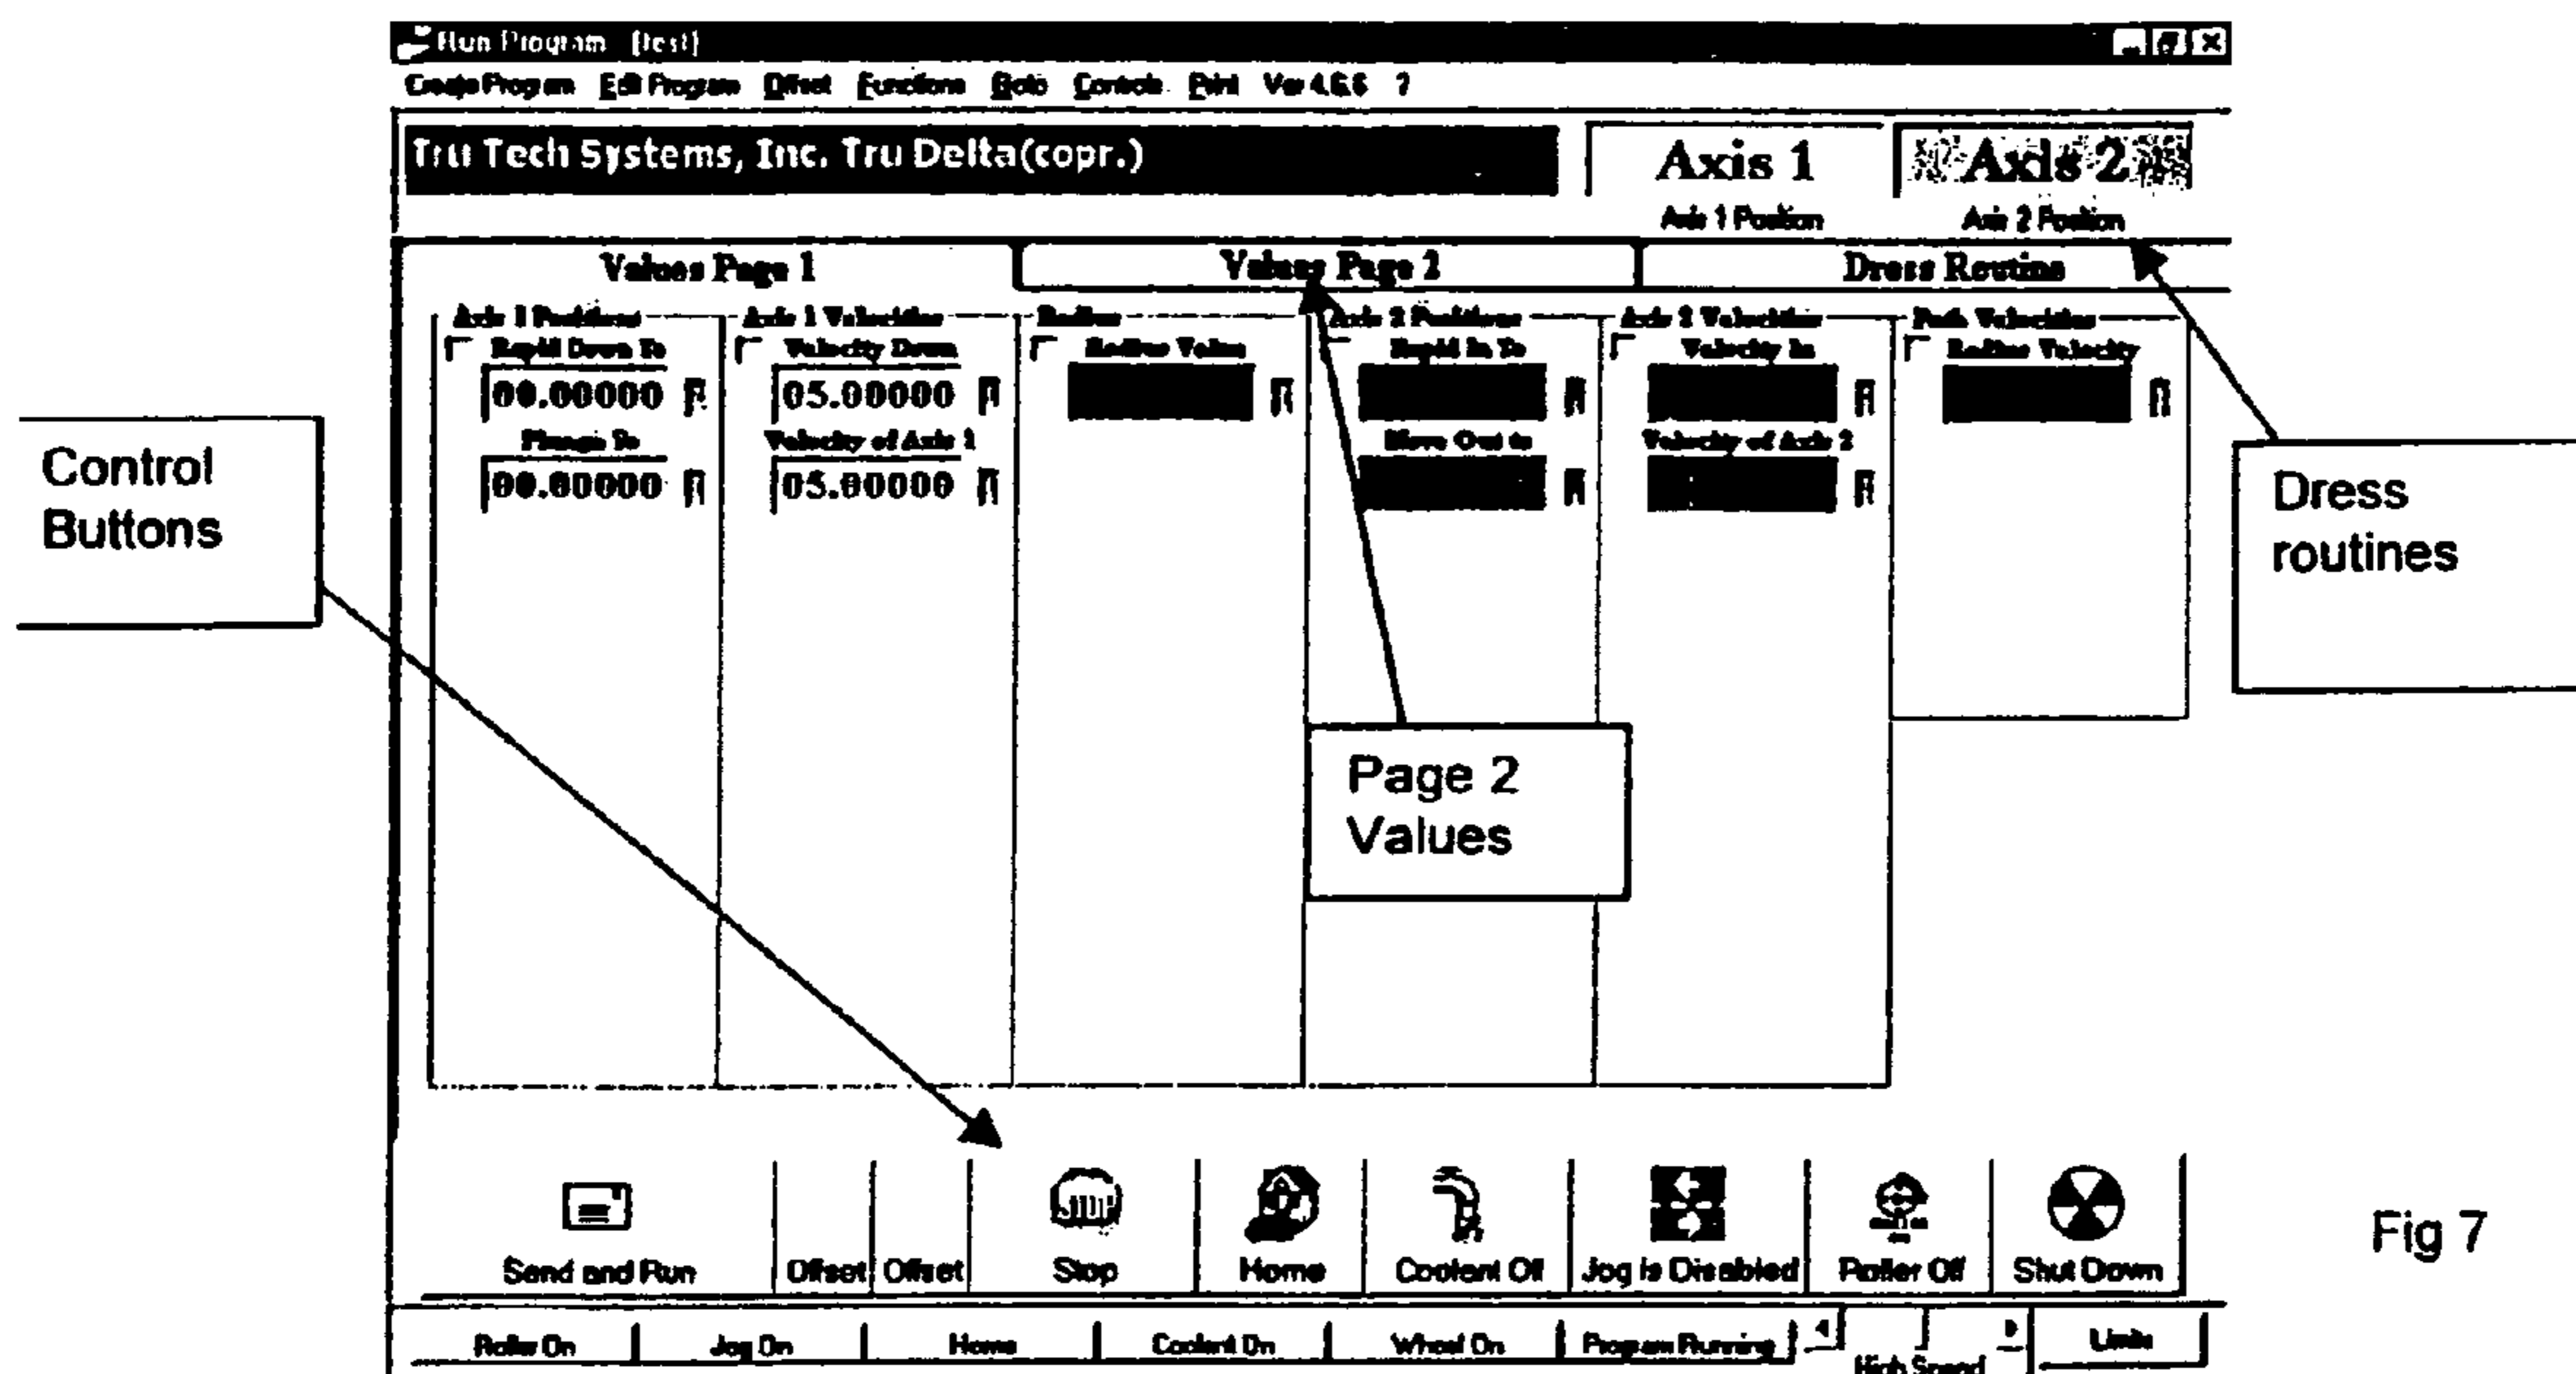 Run Program [test]
Create Program Edit Program Offset Functions Goto Controls Print Ver 4.6.6 ?
Tru Tech Systems, Inc. Tru Delta(copr.)
Axis 1 Axis 2
Axis 1 Position Axis 2 Position
Values Page 1 Values Page 2 Dress Routine
Axis 1 Positions Axis 1 Velocities Radius Axis 2 Positions Axis 2 Velocities Path Velocities
Rapid Down To Velocity Down Radius Value Rapid In To Velocity In Radius Velocity
00.00000 05.00000
Plunge To Velocity of Axis 1 Move Out to Velocity of Axis 2
00.00000 05.00000
Control
Buttons
Dress
routines
Page 2
Values
STOP
Send and Run Offset Offset Stop Home Coolant Off Jog is Disabled Roller Off Shut Down
Fig 7
Roller On Jog On Home Coolant On Wheel On Program Running Limits
High Speed